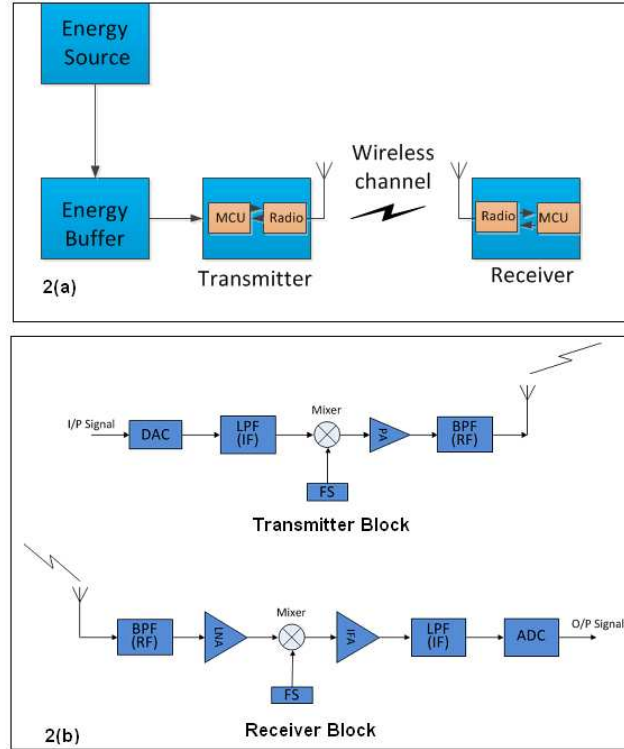 Energy
Source
Wireless
channel
Energy
Buffer
MCU
Radio
Radio
MCU
Transmitter
Receiver
2(a)
I/P Signal
DAC
LPF
(IF)
Mixer
PA
BPF
(RF)
FS
Transmitter Block
BPF
(RF)
LNA
Mixer
IFA
LPF
(IF)
ADC
O/P Signal
FS
Receiver Block
2(b)